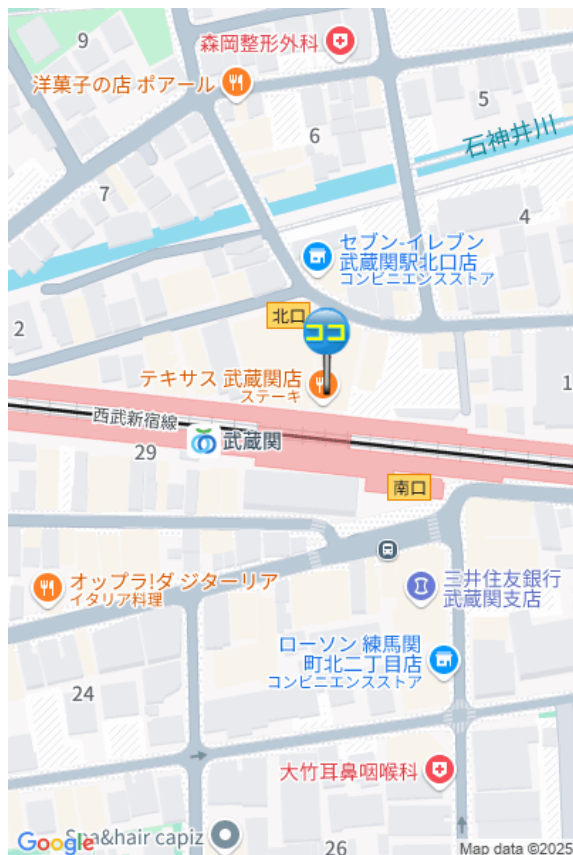 9
森岡整形外科
洋菓子の店 ポアール
5
6
石神井川
7
4
セブン-イレブン
武蔵関駅北口店
コンビニエンスストア
北口
ココ
2
テキサス 武蔵関店
ステーキ
1
西武新宿線
武蔵関
29
南口
オップラ!ダ ジターリア
イタリア料理
三井住友銀行
武蔵関支店
ローソン 練馬関
町北二丁目店
コンビニエンスストア
24
大竹耳鼻咽喉科
Spa&hair capiz
Google
26
Map data ©2025